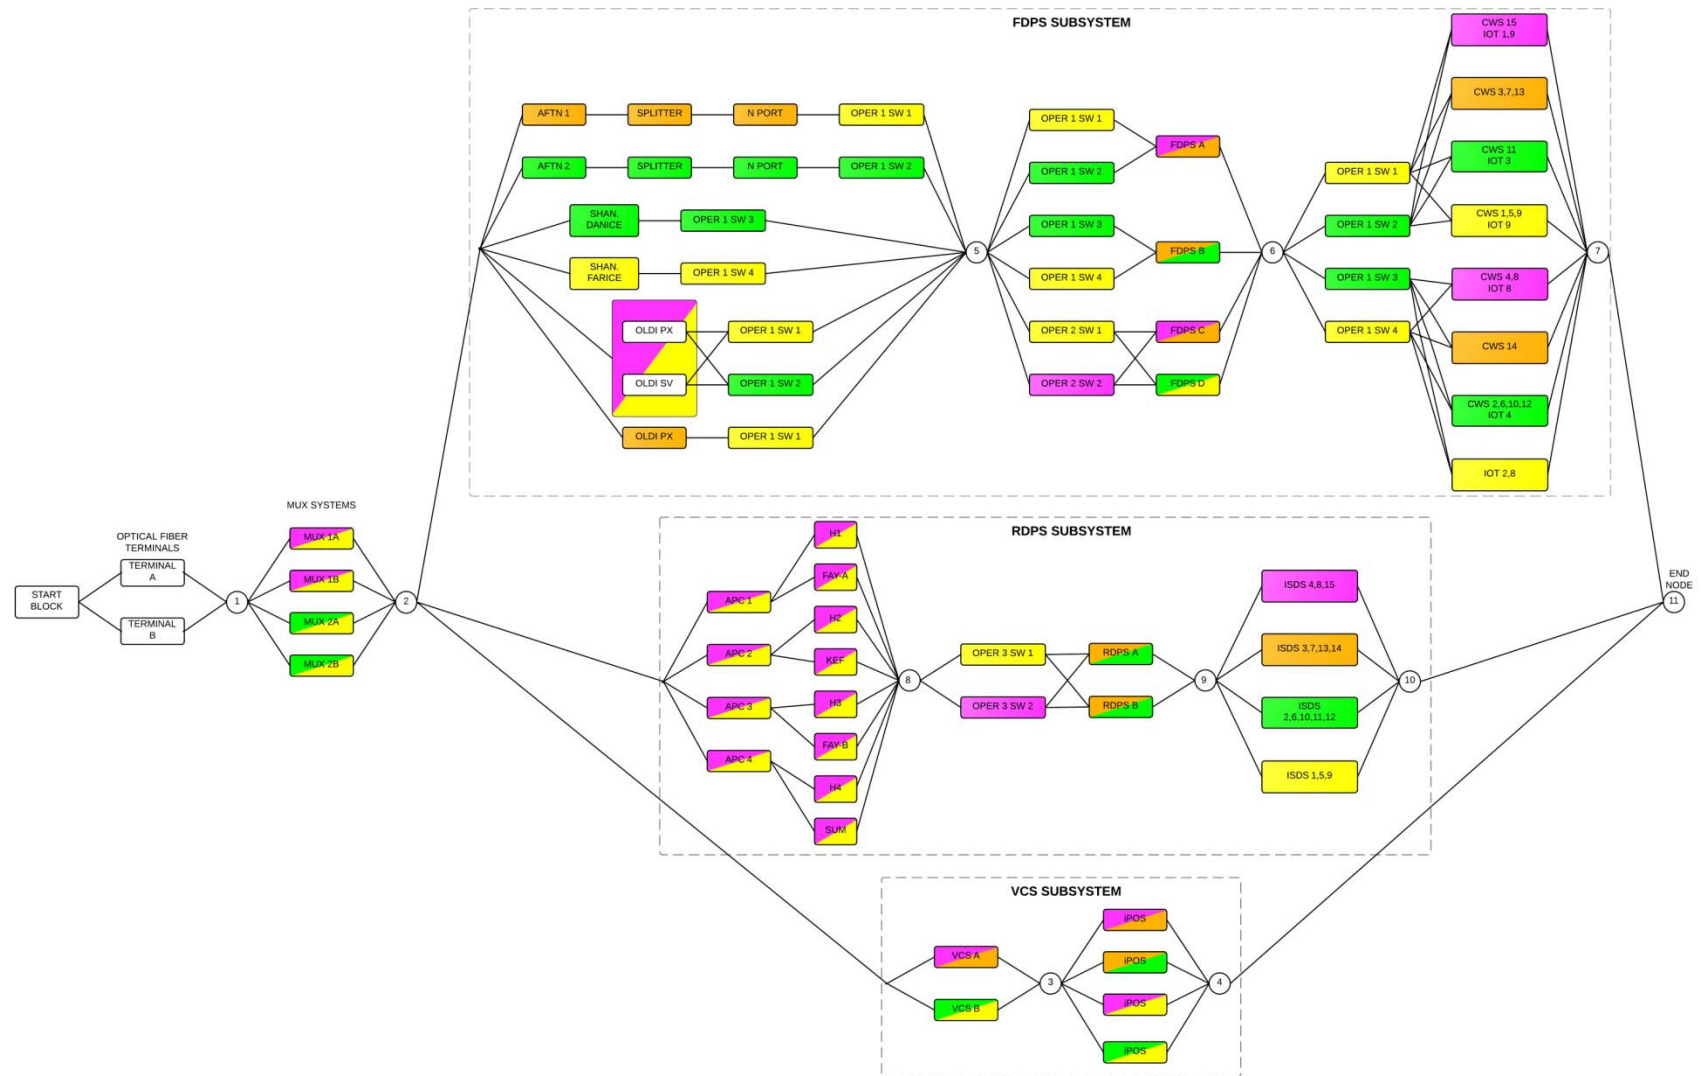 FDPS SUBSYSTEM
AFTN 1
SPLITTER
N PORT
OPER 1 SW 1
AFTN 2
SPLITTER
N PORT
OPER 1 SW 2
SHAN.
DANICE
OPER 1 SW 3
SHAN.
FARICE
OPER 1 SW 4
OLDI PX
OPER 1 SW 1
OLDI SV
OPER 1 SW 2
OLDI PX
OPER 1 SW 1
5
OPER 1 SW 1
OPER 1 SW 2
OPER 1 SW 3
OPER 1 SW 4
OPER 2 SW 1
OPER 2 SW 2
FDPS A
FDPS B
FDPS C
FDPS D
6
OPER 1 SW 1
OPER 1 SW 2
OPER 1 SW 3
OPER 1 SW 4
CWS 15
IOT 1,9
CWS 3,7,13
CWS 11
IOT 3
CWS 1,5,9
IOT 9
CWS 4,8
IOT 8
CWS 14
CWS 2,6,10,12
IOT 4
IOT 2,8
7
START
BLOCK
OPTICAL FIBER
TERMINALS
TERMINAL
A
TERMINAL
B
1
MUX SYSTEMS
MUX 1A
MUX 1B
MUX 2A
MUX 2B
2
RDPS SUBSYSTEM
APC 1
APC 2
APC 3
APC 4
H1
FAY-A
H2
KEF
H3
FAY-B
H4
SUM
8
OPER 3 SW 1
OPER 3 SW 2
RDPS A
RDPS B
9
ISDS 4,8,15
ISDS 3,7,13,14
ISDS
2,6,10,11,12
ISDS 1,5,9
10
END
NODE
11
VCS SUBSYSTEM
VCS A
VCS B
3
iPOS
iPOS
iPOS
iPOS
4